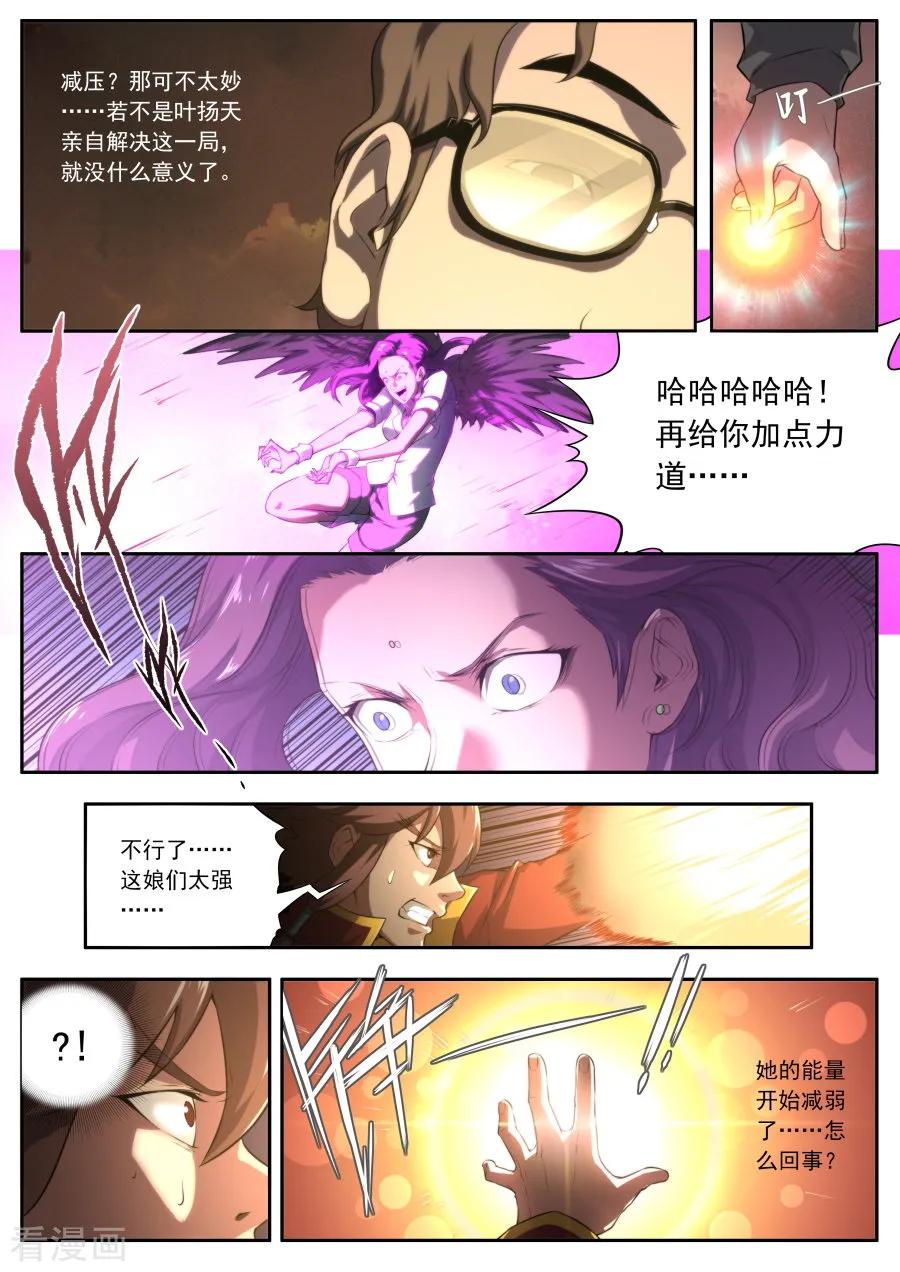 减压？那可不太妙
……若不是叶扬天
亲自解决这一局，
就没什么意义了。
叮
哈哈哈哈哈！
再给你加点力
道……
不行了……
这娘们太强
……
?!
她的能量
开始减弱
了……怎
么回事？
看漫画